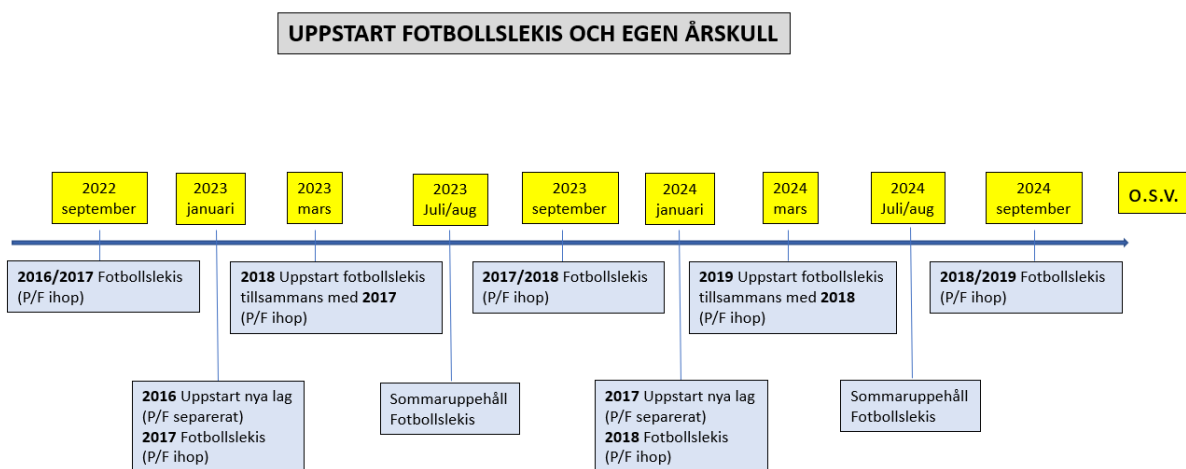 UPPSTART FOTBOLLSLEKIS OCH EGEN ÅRSKULL
2022
september
2023
januari
2023
mars
2023
Juli/aug
2023
september
2024
januari
2024
mars
2024
Juli/aug
2024
september
O.S.V.
2016/2017 Fotbollslekis
(P/F ihop)
2018 Uppstart fotbollslekis
tillsammans med 2017
(P/F ihop)
2017/2018 Fotbollslekis
(P/F ihop)
2019 Uppstart fotbollslekis
tillsammans med 2018
(P/F ihop)
2018/2019 Fotbollslekis
(P/F ihop)
2016 Uppstart nya lag
(P/F separerat)
2017 Fotbollslekis
(P/F ihop)
Sommaruppehåll
Fotbollslekis
2017 Uppstart nya lag
(P/F separerat)
2018 Fotbollslekis
(P/F ihop)
Sommaruppehåll
Fotbollslekis